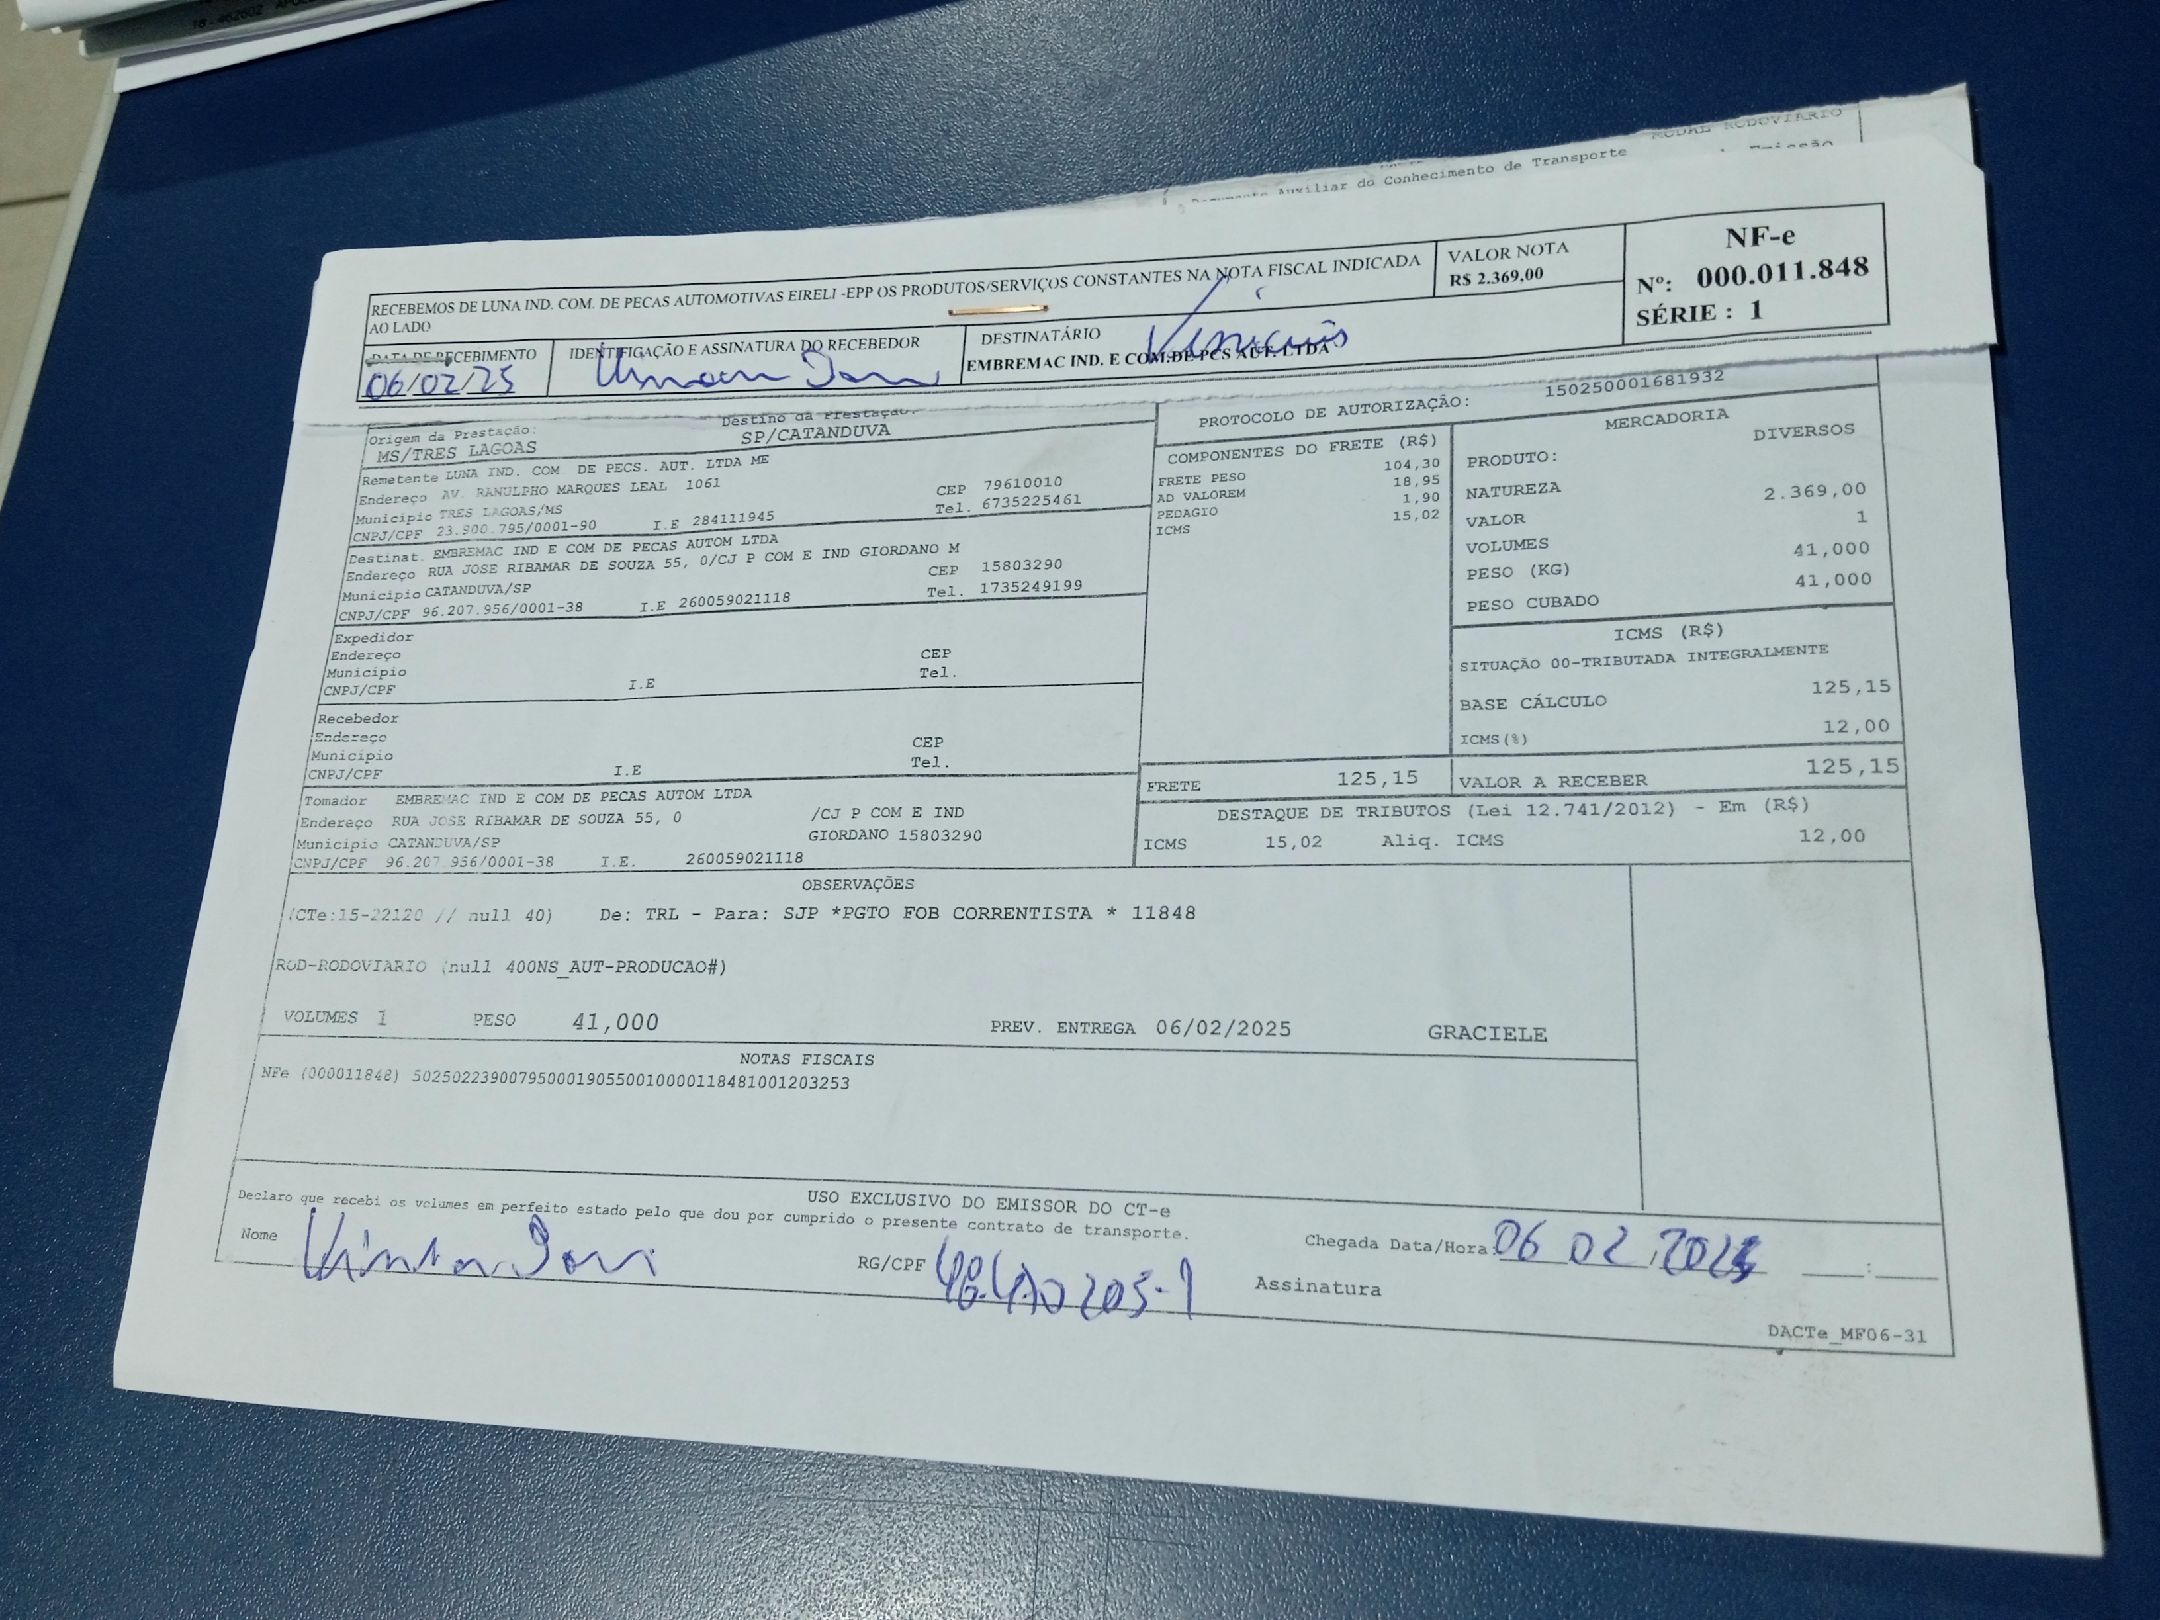 18-462602
MODAL RODOVIÁRIO
Documento Auxiliar do Conhecimento de Transporte
Emissão
RECEBEMOS DE LUNA IND. COM. DE PECAS AUTOMOTIVAS EIRELI -EPP OS PRODUTOS/SERVIÇOS CONSTANTES NA NOTA FISCAL INDICADA
AO LADO
VALOR NOTA
R$ 2.369,00
NF-e
Nº: 000.011.848
SÉRIE : 1
DATA DE RECEBIMENTO
06/02/25
IDENTIFICAÇÃO E ASSINATURA DO RECEBEDOR
DESTINATÁRIO
EMBREMAC IND. E COM.DE PCS AUT. LTDA
Vinicius
Origem da Prestação:
MS/TRES LAGOAS
Destino da Prestação:
SP/CATANDUVA
PROTOCOLO DE AUTORIZAÇÃO: 150250001681932
Remetente LUNA IND. COM DE PECS. AUT. LTDA ME
Endereço AV. RANULPHO MARQUES LEAL 1061 CEP 79610010
Município TRES LAGOAS/MS Tel. 6735225461
CNPJ/CPF 23.900.795/0001-90 I.E 284111945
Destinat. EMBREMAC IND E COM DE PECAS AUTOM LTDA
Endereço RUA JOSE RIBAMAR DE SOUZA 55, 0/CJ P COM E IND GIORDANO M
CEP 15803290
Município CATANDUVA/SP Tel. 1735249199
CNPJ/CPF 96.207.956/0001-38 I.E 260059021118
Expedidor
Endereço CEP
Município Tel.
CNPJ/CPF I.E
Recebedor
Endereço CEP
Município Tel.
CNPJ/CPF I.E
Tomador EMBREMAC IND E COM DE PECAS AUTOM LTDA
Endereço RUA JOSE RIBAMAR DE SOUZA 55, 0 /CJ P COM E IND
Município CATANDUVA/SP GIORDANO 15803290
CNPJ/CPF 96.207.956/0001-38 I.E. 260059021118
COMPONENTES DO FRETE (R$)
FRETE PESO 104,30
AD VALOREM 18,95
PEDAGIO 1,90
ICMS 15,02
MERCADORIA
PRODUTO: DIVERSOS
NATUREZA
VALOR 2.369,00
VOLUMES 1
PESO (KG) 41,000
PESO CUBADO 41,000
ICMS (R$)
SITUAÇÃO 00-TRIBUTADA INTEGRALMENTE
BASE CÁLCULO 125,15
ICMS(%) 12,00
FRETE 125,15
VALOR A RECEBER 125,15
DESTAQUE DE TRIBUTOS (Lei 12.741/2012) - Em (R$)
ICMS 15,02 Aliq. ICMS 12,00
OBSERVAÇÕES
(CTe:15-22120 // null 40) De: TRL - Para: SJP *PGTO FOB CORRENTISTA * 11848
ROD-RODOVIARIO (null 400NS_AUT-PRODUCAO#)
VOLUMES 1 PESO 41,000 PREV. ENTREGA 06/02/2025 GRACIELE
NOTAS FISCAIS
NFe (000011848) 50250223900795000190550010000118481001203253
USO EXCLUSIVO DO EMISSOR DO CT-e
Declaro que recebi os volumes em perfeito estado pelo que dou por cumprido o presente contrato de transporte.
Nome
RG/CPF
Chegada Data/Hora: 06 02 2025 ____:____
Assinatura
DACTe_MF06-31